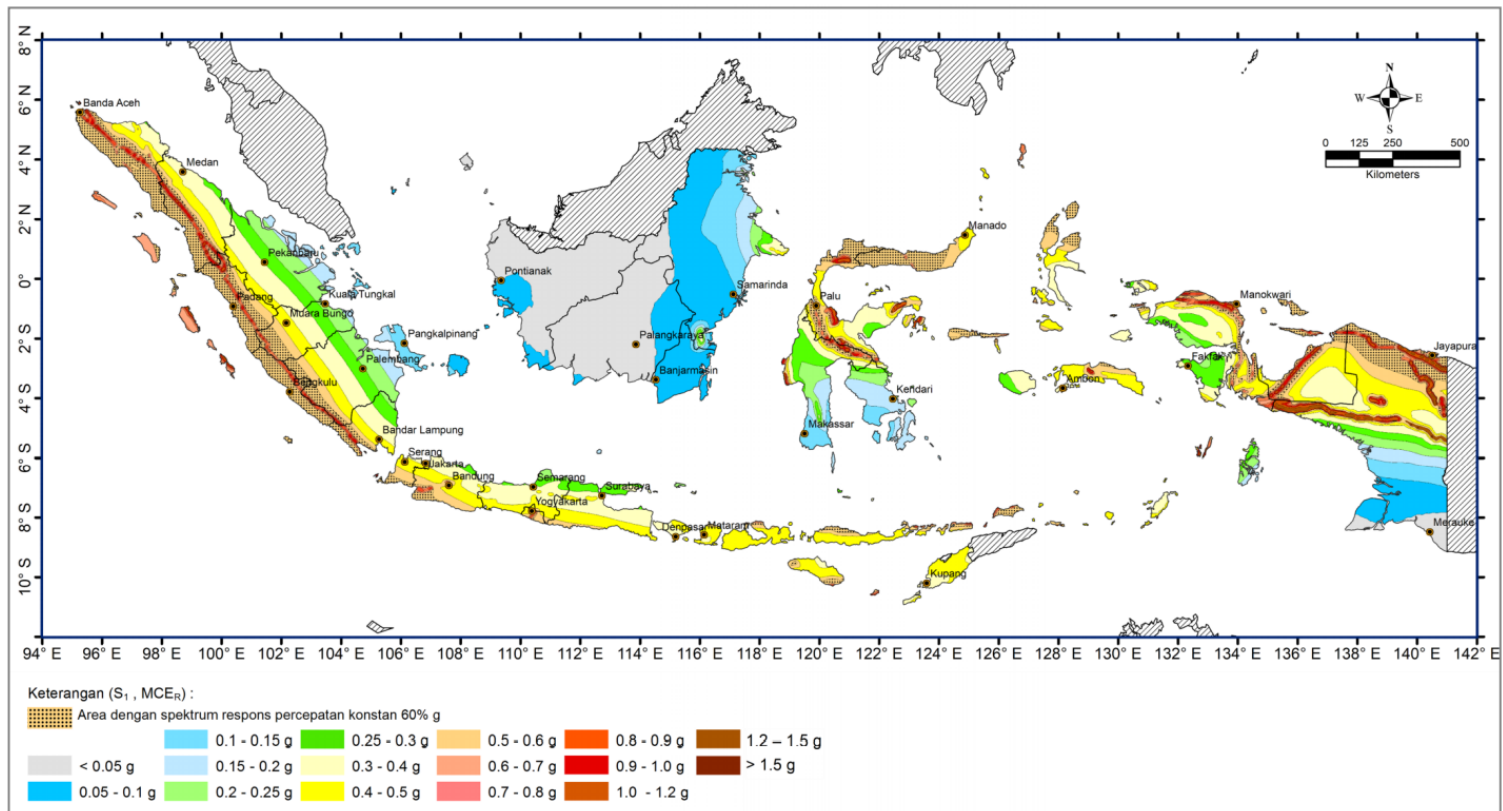 8° N
6° N
4° N
2° N
0°
2° S
4° S
6° S
8° S
10° S
N
W
E
S
0 125 250 500
Kilometers
Banda Aceh
Medan
Pekanbaru
Kuala Tungkal
Padang
Muara Bungo
Pangkalpinang
Palembang
Bengkulu
Bandar Lampung
Serang
Jakarta
Bandung
Semarang
Surabaya
Yogyakarta
Denpasar
Mataram
Kupang
Pontianak
Samarinda
Palangkaraya
Banjarmasin
Manado
Palu
Kendari
Makassar
Ambon
Manokwari
Fakfak
Jayapura
Merauke
94° E 96° E 98° E 100° E 102° E 104° E 106° E 108° E 110° E 112° E 114° E 116° E 118° E 120° E 122° E 124° E 126° E 128° E 130° E 132° E 134° E 136° E 138° E 140° E 142° E
Keterangan (S₁ , MCEᵣ) :
Area dengan spektrum respons percepatan konstan 60% g
0.1 - 0.15 g 0.25 - 0.3 g 0.5 - 0.6 g 0.8 - 0.9 g 1.2 – 1.5 g
< 0.05 g 0.15 - 0.2 g 0.3 - 0.4 g 0.6 - 0.7 g 0.9 - 1.0 g > 1.5 g
0.05 - 0.1 g 0.2 - 0.25 g 0.4 - 0.5 g 0.7 - 0.8 g 1.0 - 1.2 g